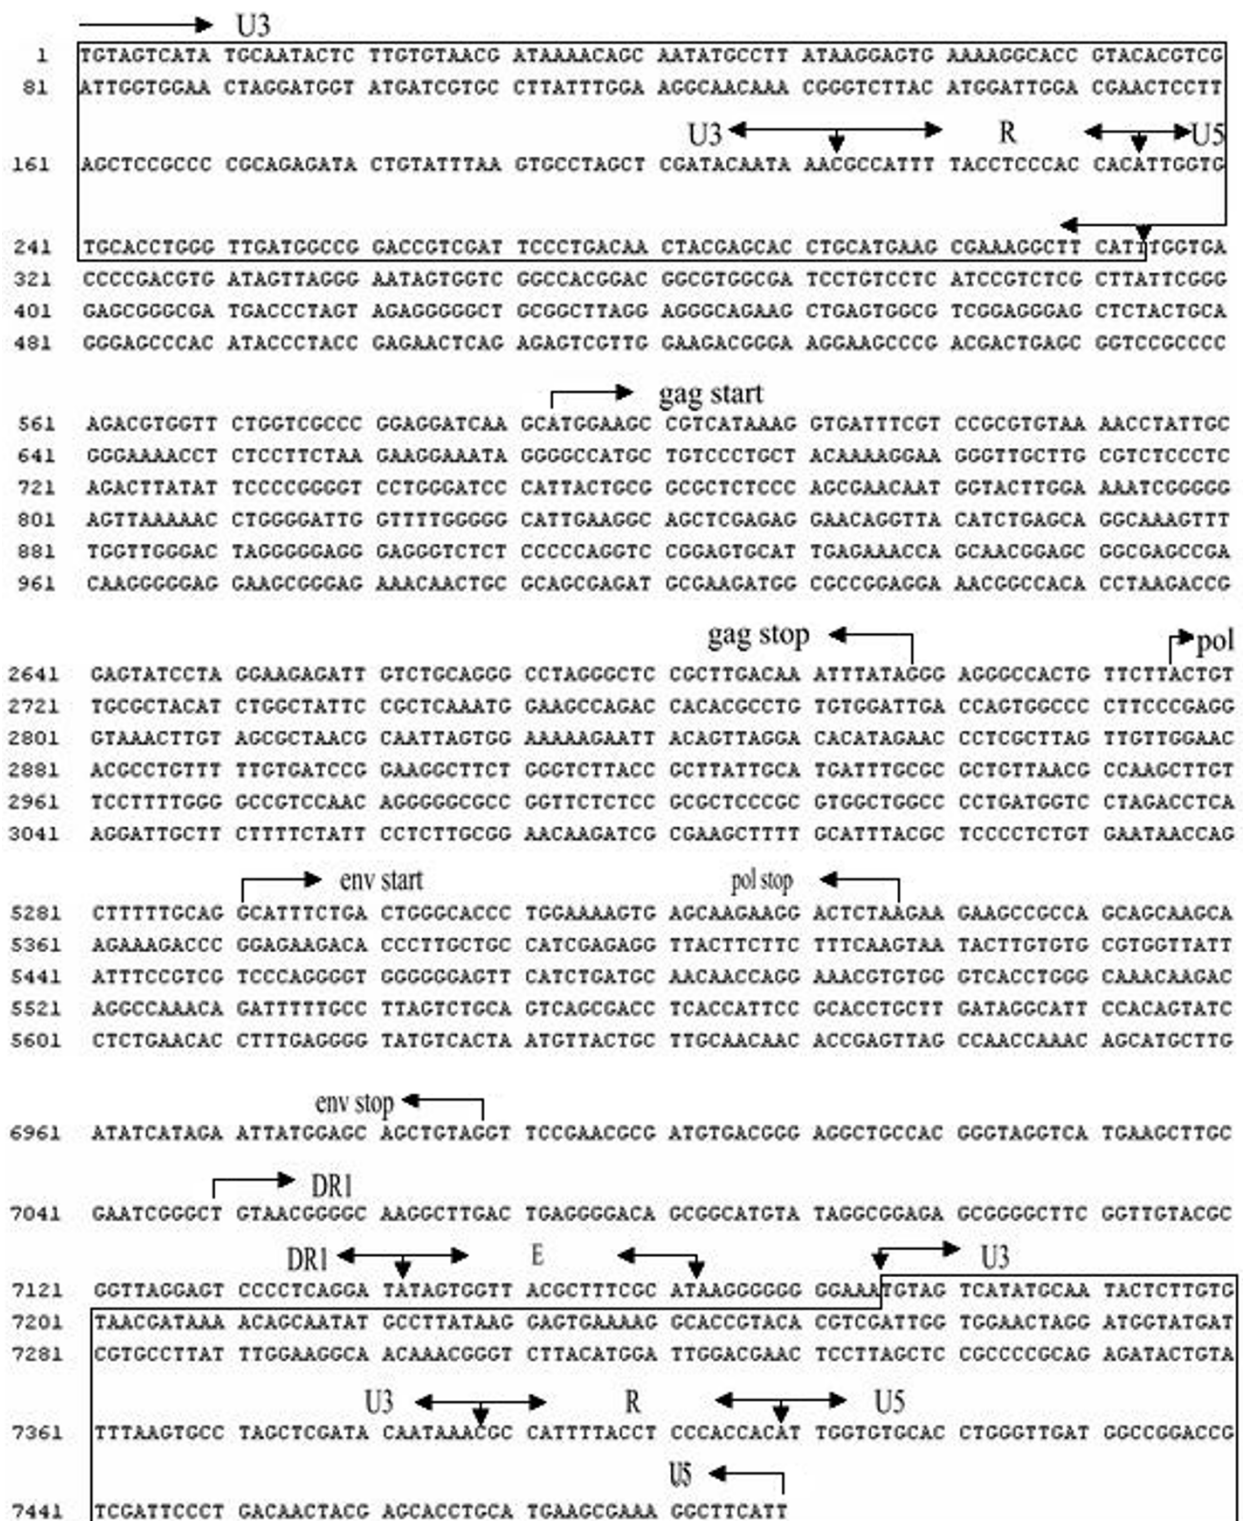 U3
1 TGTAGTCATA TGCAATACTC TTGTGTAACG ATAAAACAGC AATATGCCTT ATAAGGAGTG AAAAGGCACC GTACACGTCG
81 ATTGGTGGAA CTAGGATGGT ATGATCGTGC CTTATTTGGA AGGCAACAAA CGGGTCTTAC ATGGATTGGA CGAACTCCTT
U3 R U5
161 AGCTCCGCCC CGCAGAGATA CTGTATTTAA GTGCCTAGCT CGATACAATA AACGCCATTT TACCTCCCAC CACATTGGTG
241 TGCACCTGGG TTGATGGCCG GACCGTCGAT TCCCTGACAA CTACGAGCAC CTGCATGAAG CGAAAGGCTT CATTTGGTGA
321 CCCCGACGTG ATAGTTAGGG AATAGTGGTC GGCCACGGAC GGCGTGGCGA TCCTGTCCTC ATCCGTCTCG CTTATTCGGG
401 GAGCGGGCGA TGACCCTAGT AGAGGGGGCT GCGGCTTAGG AGGGCAGAAG CTGAGTGGCG TCGGAGGGAG CTCTACTGCA
481 GGGAGCCCAC ATACCCTACC GAGAACTCAG AGAGTCGTTG GAAGACGGGA AGGAAGCCCG ACGACTGAGC GGTCCGCCCC
gag start
561 AGACGTGGTT CTGGTCGCCC GGAGGATCAA GCATGGAAGC CGTCATAAAG GTGATTTCGT CCGCGTGTAA AACCTATTGC
641 GGGAAAACCT CTCCTTCTAA GAAGGAAATA GGGGCCATGC TGTCCCTGCT ACAAAAGGAA GGGTTGCTTG CGTCTCCCTC
721 AGACTTATAT TCCCCGGGGT CCTGGGATCC CATTACTGCG GCGCTCTCCC AGCGAACAAT GGTACTTGGA AAATCGGGGG
801 AGTTAAAAAC CTGGGGATTG GTTTTGGGGG CATTGAAGGC AGCTCGAGAG GAACAGGTTA CATCTGAGCA GGCAAAGTTT
881 TGGTTGGGAC TAGGGGGAGG GAGGGTCTCT CCCCCAGGTC CGGAGTGCAT TGAGAAACCA GCAACGGAGC GGCGAGCCGA
961 CAAGGGGGAG GAAGCGGGAG AAACAACTGC GCAGCGAGAT GCGAAGATGG CGCCGGAGGA AACGGCCACA CCTAAGACCG
gag stop pol
2641 GAGTATCCTA GGAAGAGATT GTCTGCAGGG CCTAGGGCTC CGCTTGACAA ATTTATAGGG AGGGCCACTG TTCTTACTGT
2721 TGCGCTACAT CTGGCTATTC CGCTCAAATG GAAGCCAGAC CACACGCCTG TGTGGATTGA CCAGTGGCCC CTTCCCGAGG
2801 GTAAACTTGT AGCGCTAACG CAATTAGTGG AAAAAGAATT ACAGTTAGGA CACATAGAAC CCTCGCTTAG TTGTTGGAAC
2881 ACGCCTGTTT TTGTGATCCG GAAGGCTTCT GGGTCTTACC GCTTATTGCA TGATTTGCGC GCTGTTAACG CCAAGCTTGT
2961 TCCTTTTGGG GCCGTCCAAC AGGGGGCGCC GGTTCTCTCC GCGCTCCCGC GTGGCTGGCC CCTGATGGTC CTAGACCTCA
3041 AGGATTGCTT CTTTTCTATT CCTCTTGCGG AACAAGATCG CGAAGCTTTT GCATTTACGC TCCCCTCTGT GAATAACCAG
env start pol stop
5281 CTTTTTGCAG GCATTTCTGA CTGGGCACCC TGGAAAAGTG AGCAAGAAGG ACTCTAAGAA GAAGCCGCCA GCAGCAAGCA
5361 AGAAAGACCC GGAGAAGACA CCCTTGCTGC CATCGAGAGG TTACTTCTTC TTTCAAGTAA TACTTGTGTG CGTGGTTATT
5441 ATTTCCGTCG TCCCAGGGGT GGGGGGAGTT CATCTGATGC AACAACCAGG AAACGTGTGG GTCACCTGGG CAAACAAGAC
5521 AGGCCAAACA GATTTTTGCC TTAGTCTGCA GTCAGCGACC TCACCATTCC GCACCTGCTT GATAGGCATT CCACAGTATC
5601 CTCTGAACAC CTTTGAGGGG TATGTCACTA ATGTTACTGC TTGCAACAAC ACCGAGTTAG CCAACCAAAC AGCATGCTTG
env stop
6961 ATATCATAGA ATTATGGAGC AGCTGTAGGT TCCGAACGCG ATGTGACGGG AGGCTGCCAC GGGTAGGTCA TGAAGCTTGC
DR1
7041 GAATCGGGCT GTAACGGGGC AAGGCTTGAC TGAGGGGACA GCGGCATGTA TAGGCGGAGA GCGGGGCTTC GGTTGTACGC
DR1 E U3
7121 GGTTAGGAGT CCCCTCAGGA TATAGTGGTT ACGCTTTCGC ATAAGGGGGG GGAAATGTAG TCATATGCAA TACTCTTGTG
7201 TAACGATAAA ACAGCAATAT GCCTTATAAG GAGTGAAAAG GCACCGTACA CGTCGATTGG TGGAACTAGG ATGGTATGAT
7281 CGTGCCTTAT TTGGAAGGCA ACAAACGGGT CTTACATGGA TTGGACGAAC TCCTTAGCTC CGCCCCGCAG AGATACTGTA
U3 R U5
7361 TTTAAGTGCC TAGCTCGATA CAATAAACGC CATTTTACCT CCCACCACAT TGGTGTGCAC CTGGGTTGAT GGCCGGACCG
U5
7441 TCGATTCCCT GACAACTACG AGCACCTGCA TGAAGCGAAA GGCTTCATT